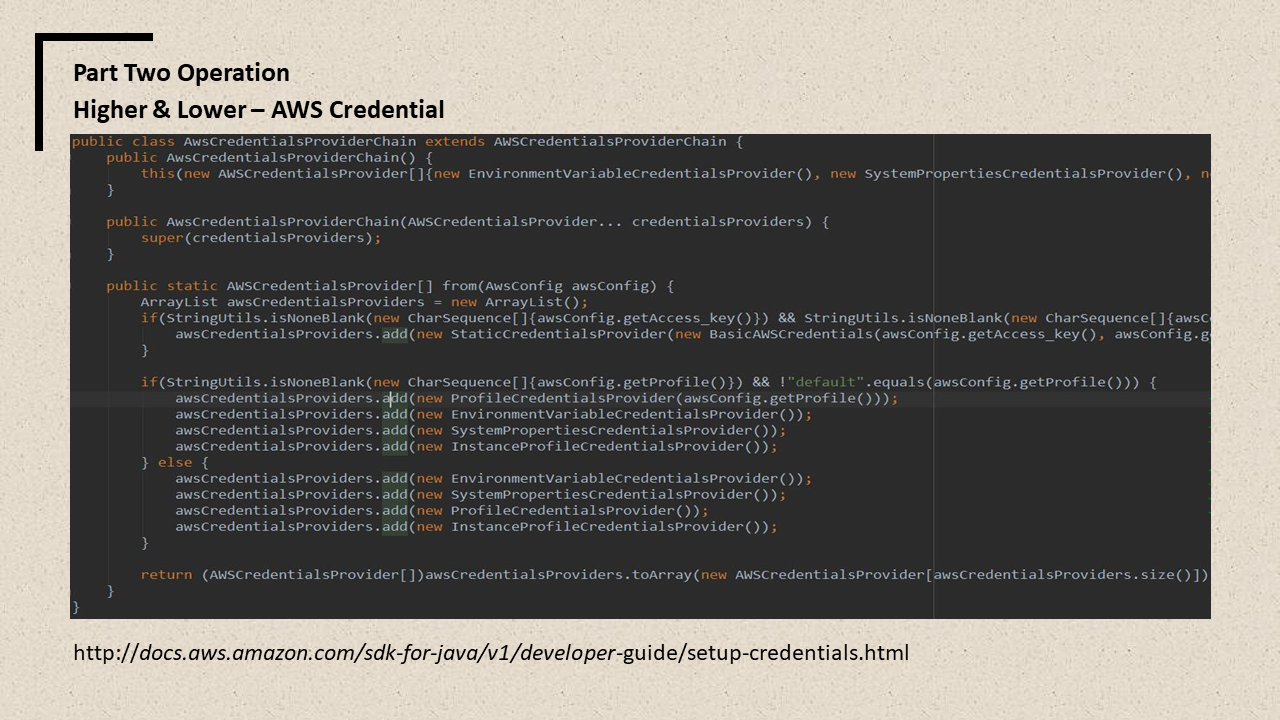 Part Two Operation
Higher & Lower – AWS Credential
public class AwsCredentialsProviderChain extends AWSCredentialsProviderChain {
    public AwsCredentialsProviderChain() {
        this(new AWSCredentialsProvider[]{new EnvironmentVariableCredentialsProvider(), new SystemPropertiesCredentialsProvider(), n
    }
    public AwsCredentialsProviderChain(AWSCredentialsProvider... credentialsProviders) {
        super(credentialsProviders);
    }
    public static AWSCredentialsProvider[] from(AwsConfig awsConfig) {
        ArrayList awsCredentialsProviders = new ArrayList();
        if(StringUtils.isNoneBlank(new CharSequence[]{awsConfig.getAccess_key()}) && StringUtils.isNoneBlank(new CharSequence[]{awsC
            awsCredentialsProviders.add(new StaticCredentialsProvider(new BasicAWSCredentials(awsConfig.getAccess_key(), awsConfig.g
        }
        if(StringUtils.isNoneBlank(new CharSequence[]{awsConfig.getProfile()}) && !"default".equals(awsConfig.getProfile())) {
            awsCredentialsProviders.add(new ProfileCredentialsProvider(awsConfig.getProfile()));
            awsCredentialsProviders.add(new EnvironmentVariableCredentialsProvider());
            awsCredentialsProviders.add(new SystemPropertiesCredentialsProvider());
            awsCredentialsProviders.add(new InstanceProfileCredentialsProvider());
        } else {
            awsCredentialsProviders.add(new EnvironmentVariableCredentialsProvider());
            awsCredentialsProviders.add(new SystemPropertiesCredentialsProvider());
            awsCredentialsProviders.add(new ProfileCredentialsProvider());
            awsCredentialsProviders.add(new InstanceProfileCredentialsProvider());
        }
        return (AWSCredentialsProvider[])awsCredentialsProviders.toArray(new AWSCredentialsProvider[awsCredentialsProviders.size()])
    }
}
http://docs.aws.amazon.com/sdk-for-java/v1/developer-guide/setup-credentials.html